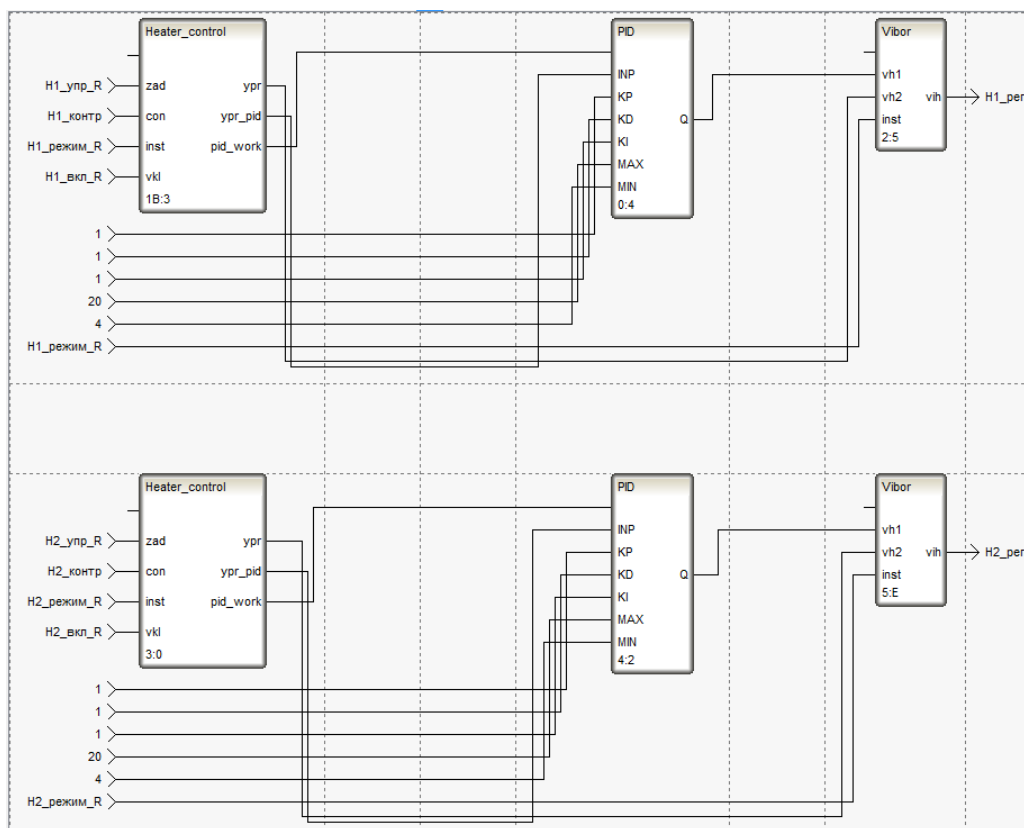 Heater_control
H1_упр_R
zad
ypr
H1_контр
con
ypr_pid
H1_режим_R
inst
pid_work
H1_вкл_R
vkl
1B:3
PID
INP
KP
KD
Q
KI
MAX
MIN
0:4
Vibor
vh1
vh2
vih
H1_рег
inst
2:5
1
1
1
20
4
H1_режим_R
Heater_control
H2_упр_R
zad
ypr
H2_контр
con
ypr_pid
H2_режим_R
inst
pid_work
H2_вкл_R
vkl
3:0
PID
INP
KP
KD
Q
KI
MAX
MIN
4:2
Vibor
vh1
vh2
vih
H2_рег
inst
5:E
1
1
1
20
4
H2_режим_R